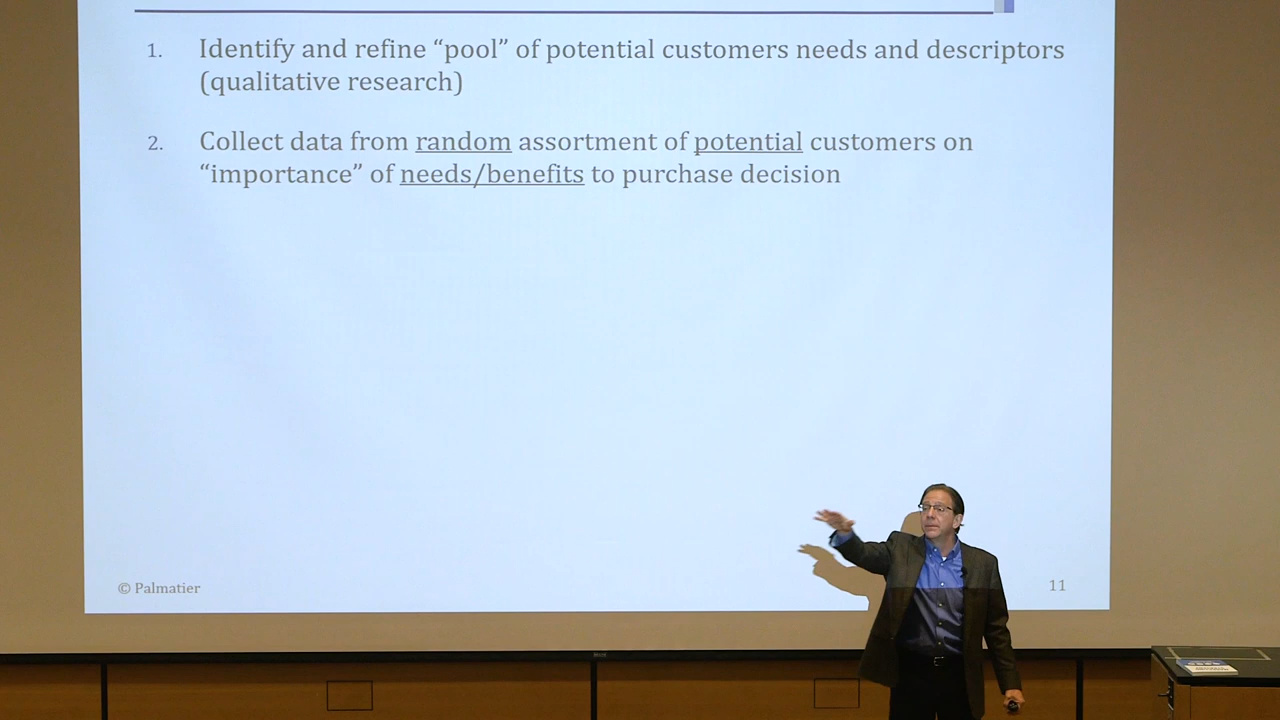 1. Identify and refine “pool” of potential customers needs and descriptors
(qualitative research)
2. Collect data from random assortment of potential customers on
“importance” of needs/benefits to purchase decision
© Palmatier
11